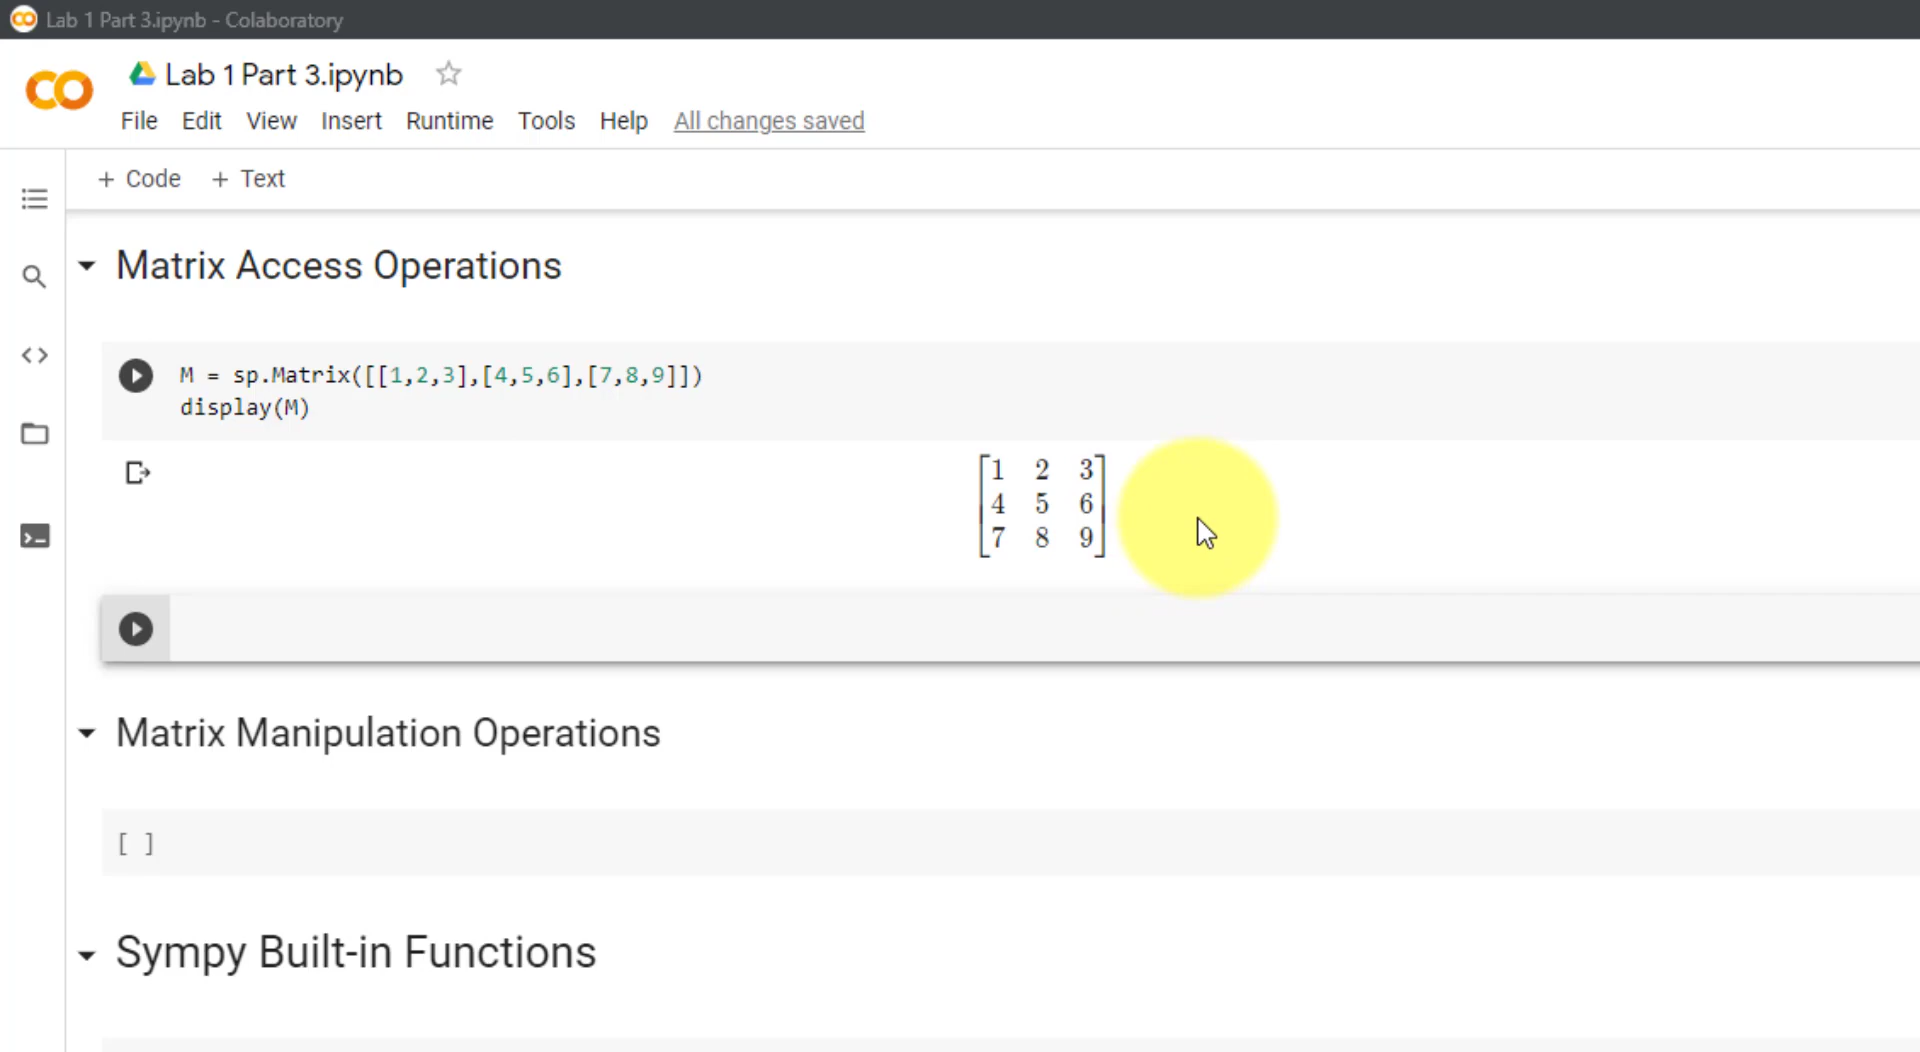 Lab 1 Part 3.ipynb - Colaboratory
Lab 1 Part 3.ipynb
File Edit View Insert Runtime Tools Help All changes saved
+ Code + Text
Matrix Access Operations
M = sp.Matrix([[1,2,3],[4,5,6],[7,8,9]])
display(M)
1 2 3
4 5 6
7 8 9
Matrix Manipulation Operations
[ ]
Sympy Built-in Functions